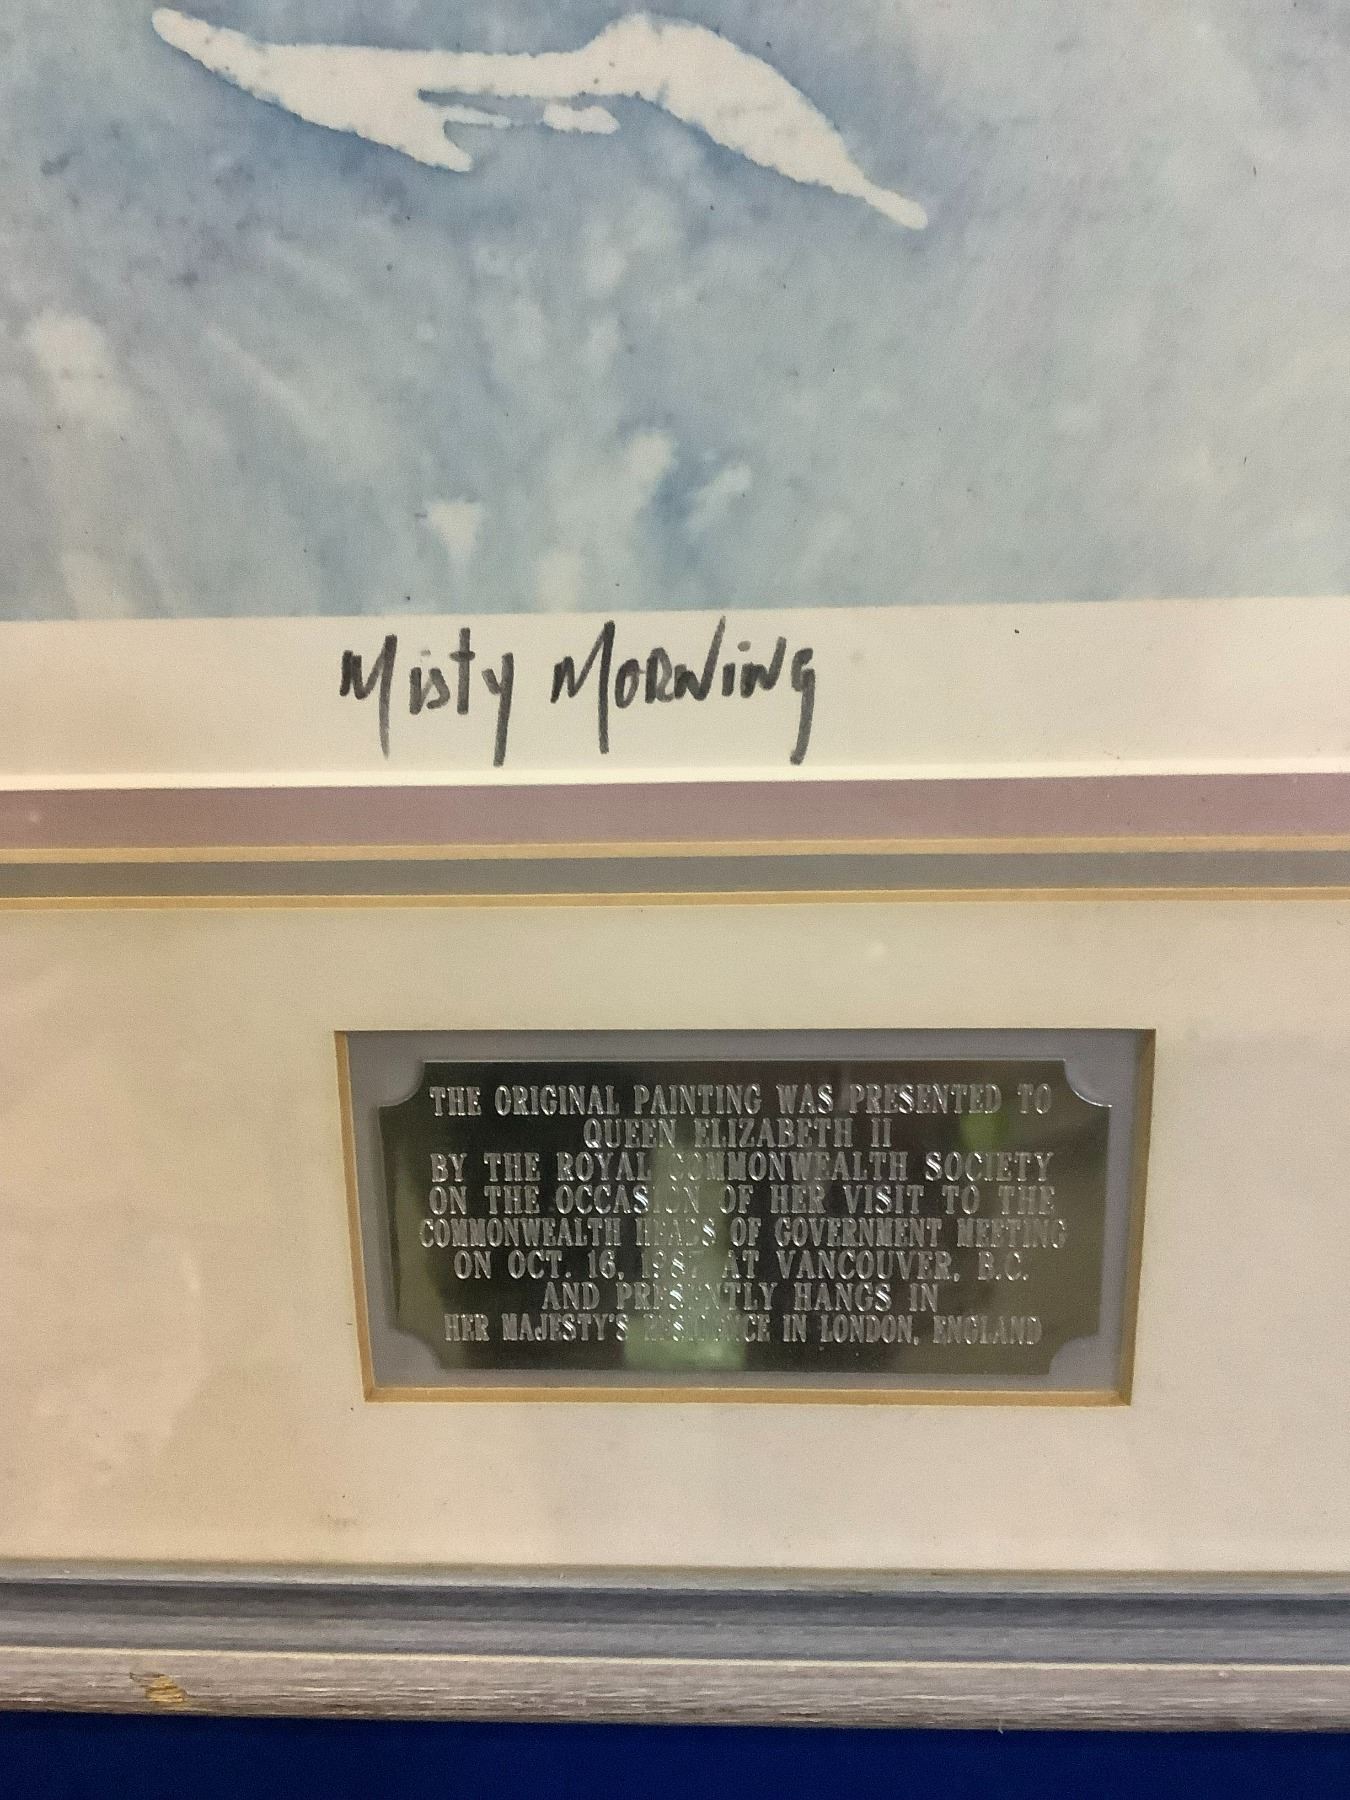 Misty Morning
THE ORIGINAL PAINTING WAS PRESENTED TO
QUEEN ELIZABETH II
BY THE ROYAL COMMONWEALTH SOCIETY
ON THE OCCASION OF HER VISIT TO THE
COMMONWEALTH HEADS OF GOVERNMENT MEETING
ON OCT. 16, 1987 AT VANCOUVER, B.C.
AND PRESENTLY HANGS IN
HER MAJESTY'S RESIDENCE IN LONDON, ENGLAND